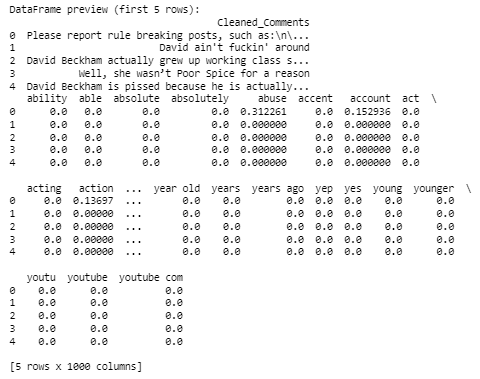 DataFrame preview (first 5 rows):
Cleaned_Comments
0 Please report rule breaking posts, such as:\n\...
1 David ain't fuckin' around
2 David Beckham actually grew up working class s...
3 Well, she wasn’t Poor Spice for a reason
4 David Beckham is pissed because he is actually...
ability able absolute absolutely abuse accent account act \
0 0.0 0.0 0.0 0.0 0.312261 0.0 0.152936 0.0
1 0.0 0.0 0.0 0.0 0.000000 0.0 0.000000 0.0
2 0.0 0.0 0.0 0.0 0.000000 0.0 0.000000 0.0
3 0.0 0.0 0.0 0.0 0.000000 0.0 0.000000 0.0
4 0.0 0.0 0.0 0.0 0.000000 0.0 0.000000 0.0
acting action ... year old years years ago yep yes young younger \
0 0.0 0.13697 ... 0.0 0.0 0.0 0.0 0.0 0.0 0.0
1 0.0 0.00000 ... 0.0 0.0 0.0 0.0 0.0 0.0 0.0
2 0.0 0.00000 ... 0.0 0.0 0.0 0.0 0.0 0.0 0.0
3 0.0 0.00000 ... 0.0 0.0 0.0 0.0 0.0 0.0 0.0
4 0.0 0.00000 ... 0.0 0.0 0.0 0.0 0.0 0.0 0.0
youtu youtube youtube com
0 0.0 0.0 0.0
1 0.0 0.0 0.0
2 0.0 0.0 0.0
3 0.0 0.0 0.0
4 0.0 0.0 0.0
[5 rows x 1000 columns]